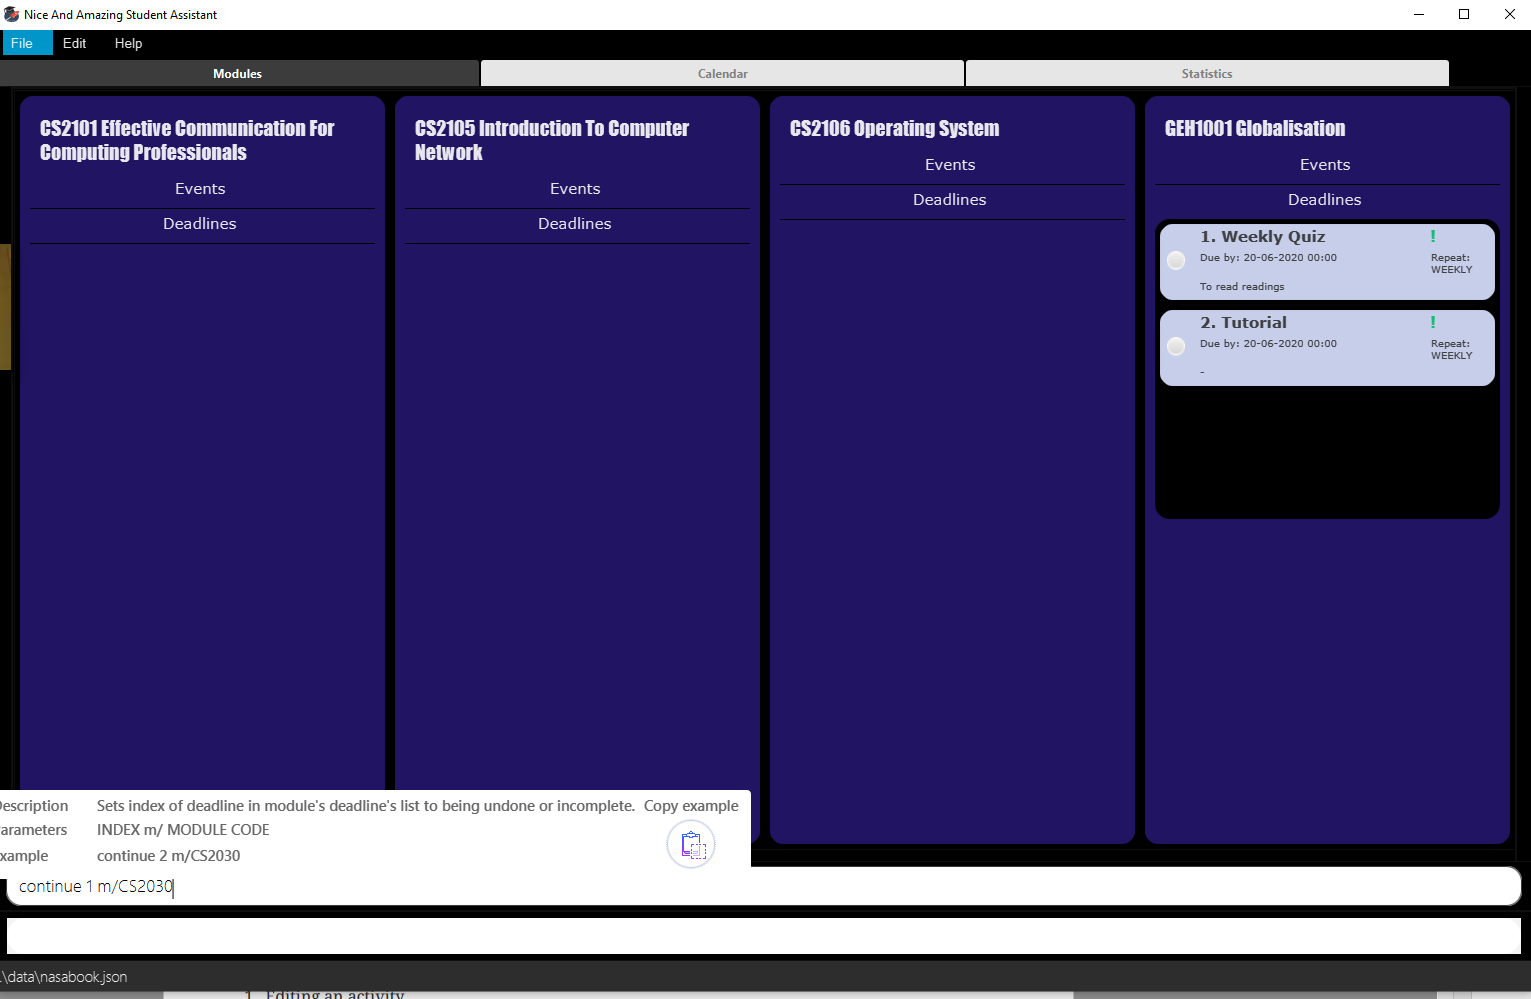 Nice And Amazing Student Assistant
File Edit Help
Modules Calendar Statistics
CS2101 Effective Communication For
Computing Professionals
Events
Deadlines
CS2105 Introduction To Computer
Network
Events
Deadlines
CS2106 Operating System
Events
Deadlines
GEH1001 Globalisation
Events
Deadlines
1. Weekly Quiz !
Due by: 20-06-2020 00:00 Repeat:
WEEKLY
To read readings
2. Tutorial !
Due by: 20-06-2020 00:00 Repeat:
WEEKLY
-
Description Sets index of deadline in module's deadline's list to being undone or incomplete. Copy example
arameters INDEX m/ MODULE CODE
xample continue 2 m/CS2030
continue 1 m/CS2030
.\data\nasabook.json
1. Editing an activity